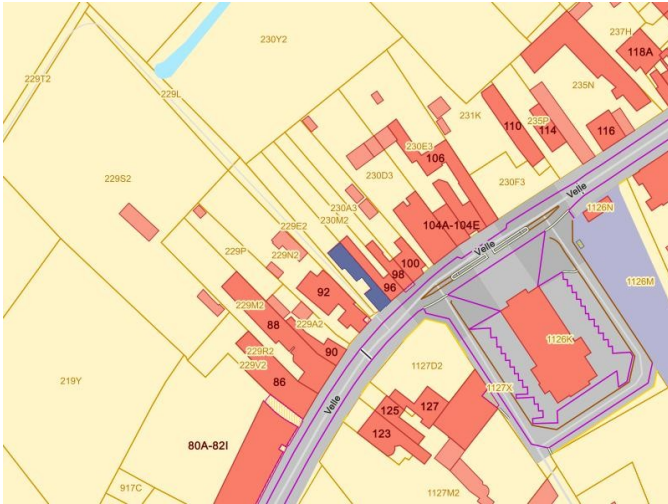 230Y2
237H
118A
229T2
229L
235N
231K
110
235P
114
116
230E3
106
229S2
230D3
230F3
Velle
230A3
1126N
230M2
104A-104E
Velle
229E2
229P
229N2
100
98
1126M
92
96
229M2
88
229A2
1126K
229R2
90
1127D2
229V2
219Y
86
1127X
125
127
Velle
123
80A-82I
917C
1127M2